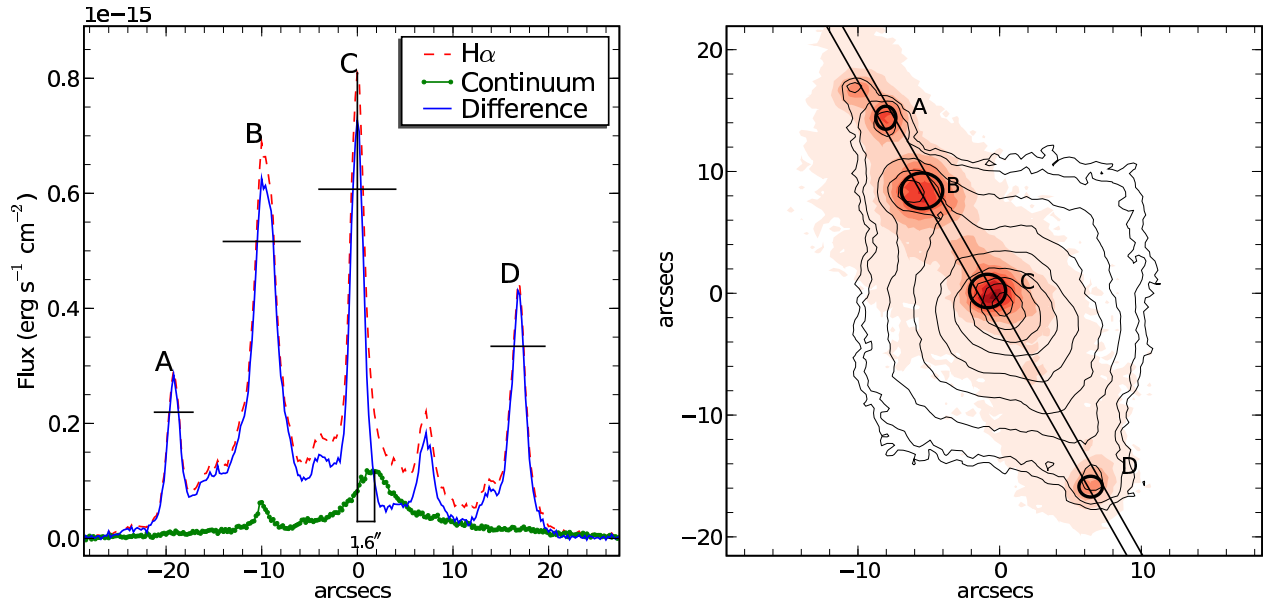 1e−15
Flux (erg s⁻¹ cm⁻²)
0.8
0.6
0.4
0.2
0.0
A
B
C
D
Hα
Continuum
Difference
1.6″
−20
−10
0
10
20
arcsecs
arcsecs
20
10
0
−10
−20
A
B
C
D
−10
0
10
arcsecs